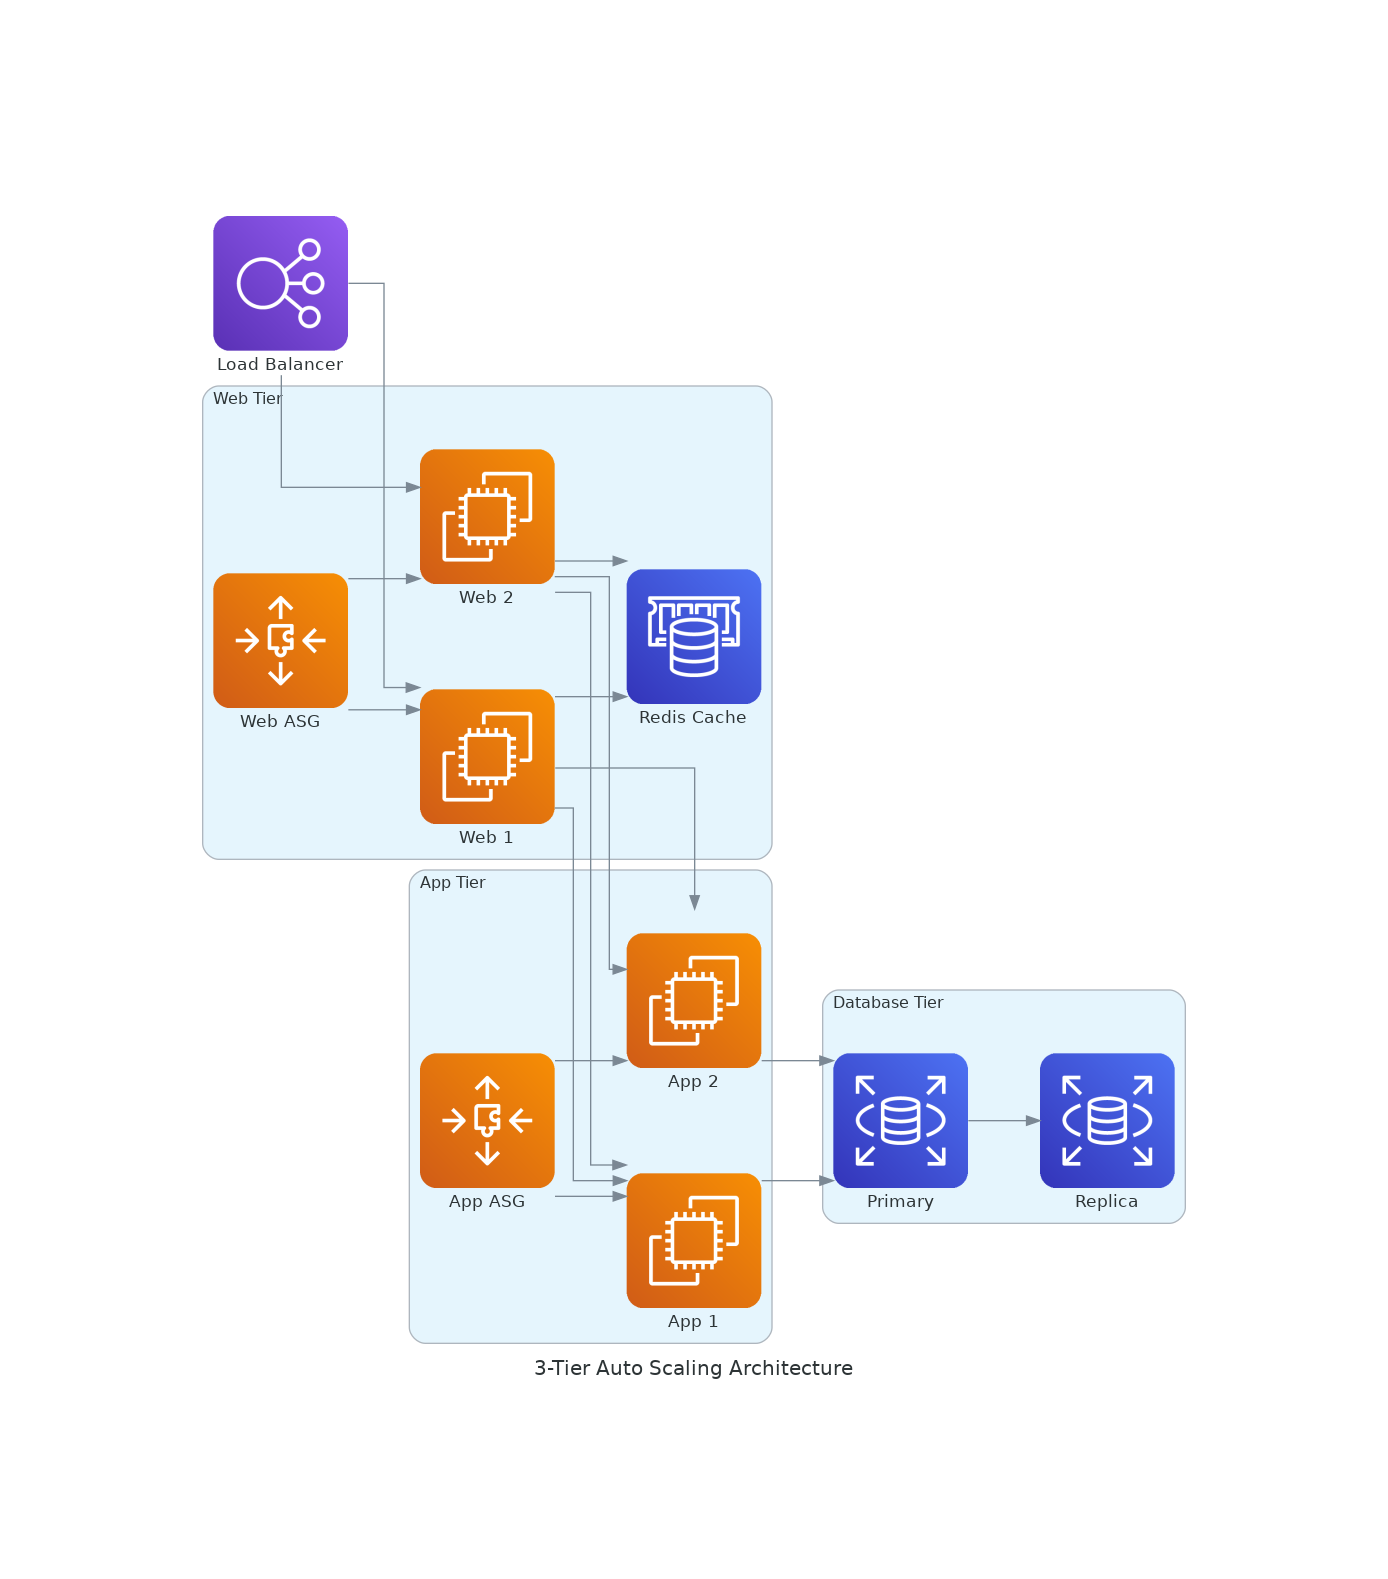 Load Balancer
Web Tier
Web 2
Web ASG
Redis Cache
Web 1
App Tier
App 2
App ASG
App 1
Database Tier
Primary
Replica
3-Tier Auto Scaling Architecture